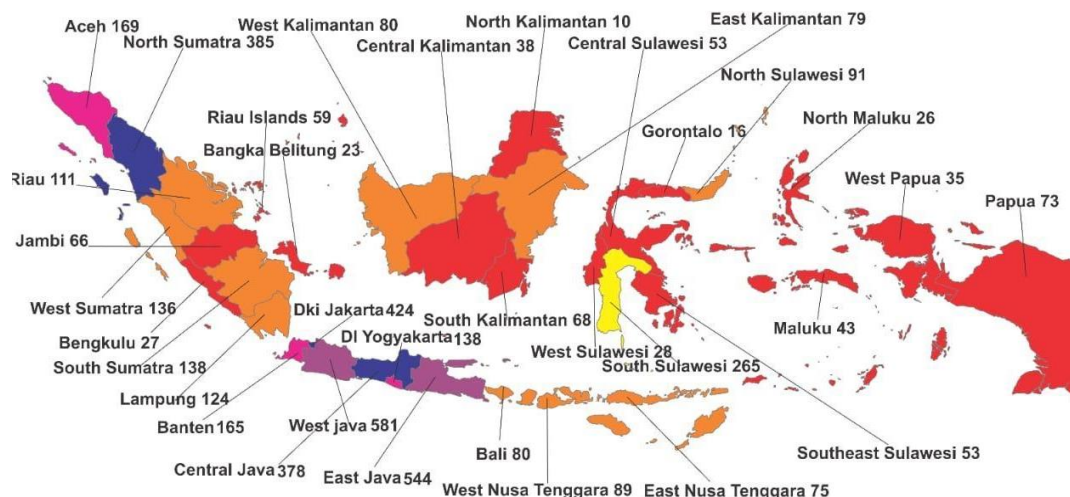 Aceh 169
North Sumatra 385
West Kalimantan 80
Central Kalimantan 38
North Kalimantan 10
Central Sulawesi 53
East Kalimantan 79
North Sulawesi 91
Riau Islands 59
Bangka Belitung 23
Gorontalo 16
North Maluku 26
West Papua 35
Papua 73
Riau 111
Jambi 66
West Sumatra 136
Bengkulu 27
South Sumatra 138
Lampung 124
Banten 165
Dki Jakarta 424
DI Yogyakarta 138
West java 581
Central Java 378
East Java 544
South Kalimantan 68
West Sulawesi 28
South Sulawesi 265
Maluku 43
Bali 80
West Nusa Tenggara 89
East Nusa Tenggara 75
Southeast Sulawesi 53